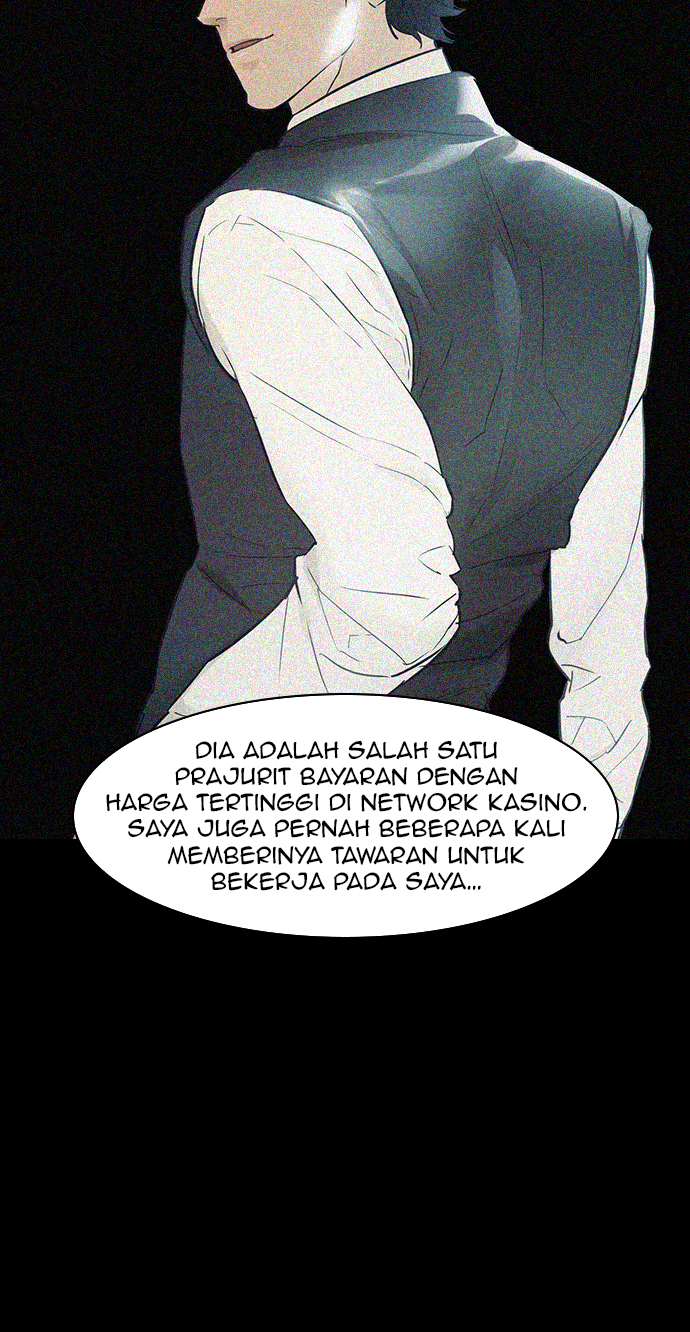 DIA ADALAH SALAH SATU
PRAJURIT BAYARAN DENGAN
HARGA TERTINGGI DI NETWORK KASINO.
SAYA JUGA PERNAH BEBERAPA KALI
MEMBERINYA TAWARAN UNTUK
BEKERJA PADA SAYA...